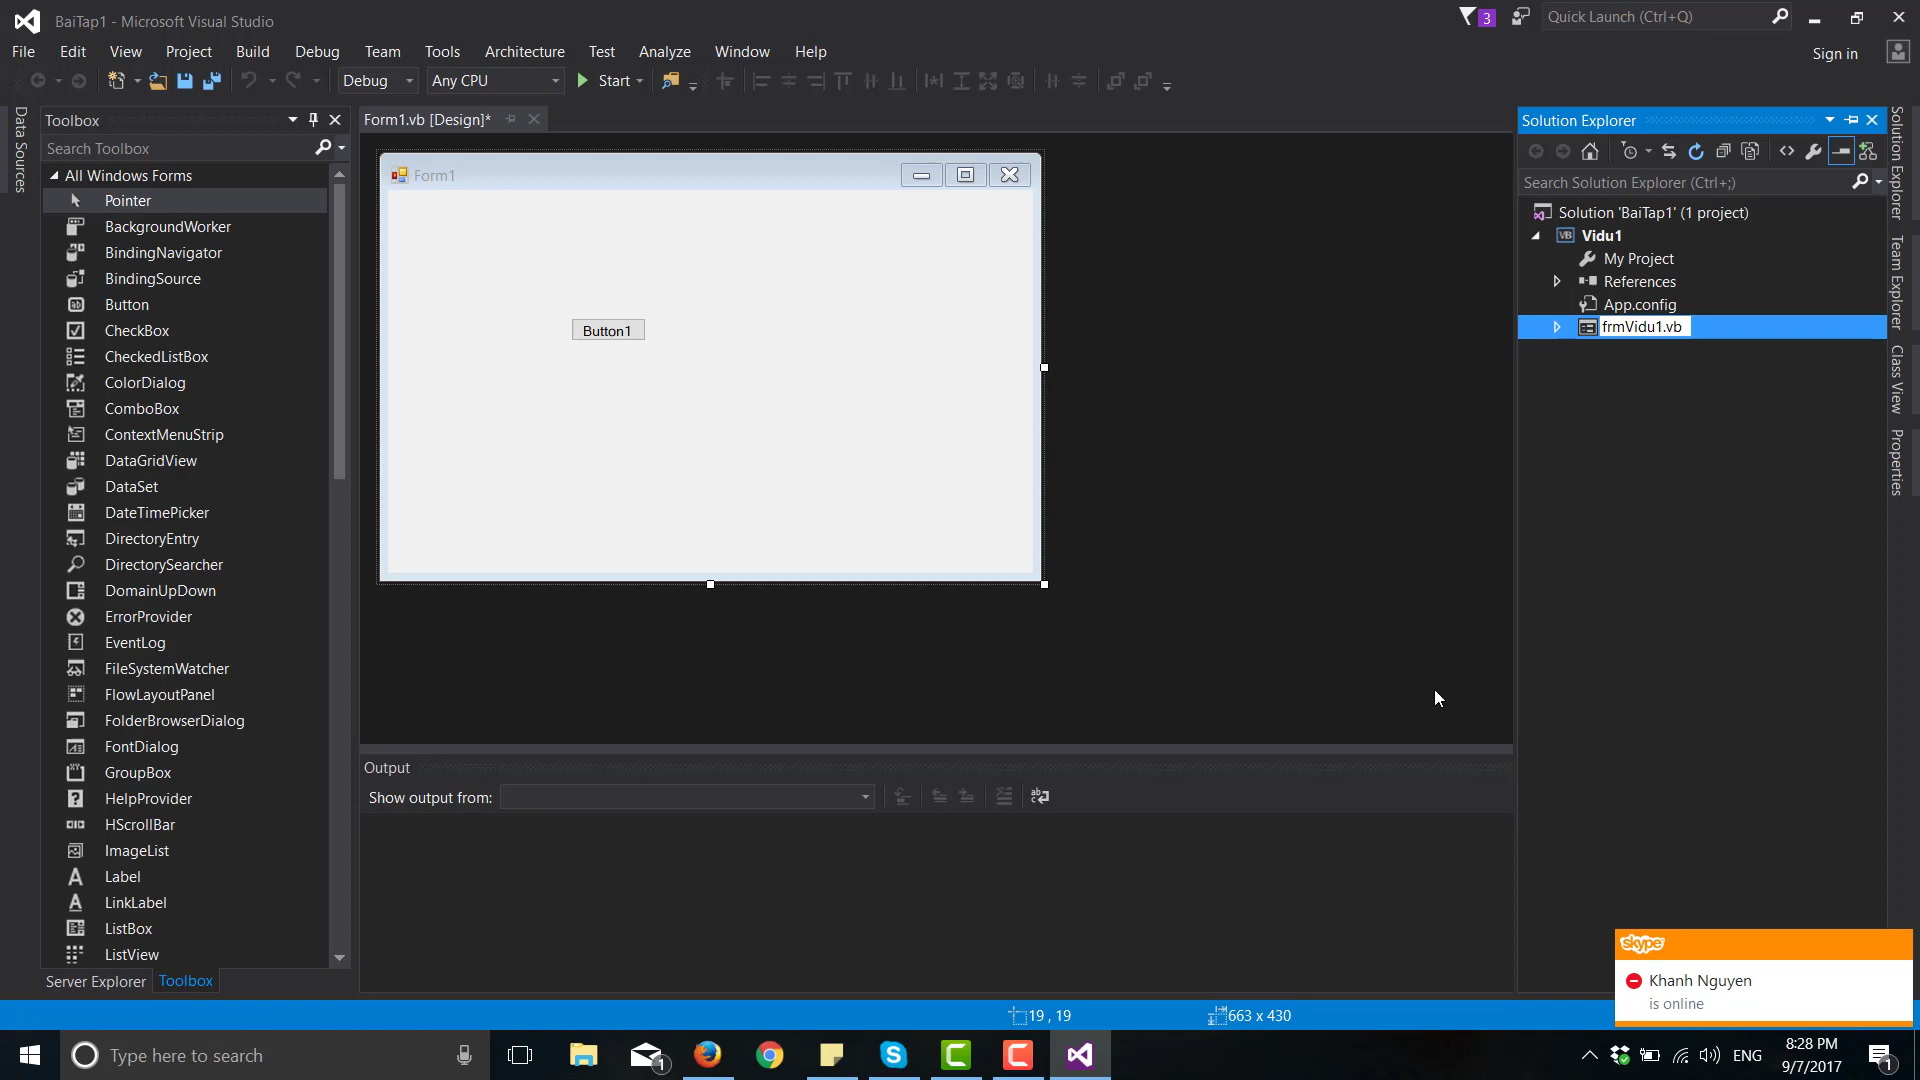 BaiTap1 - Microsoft Visual Studio
3
Quick Launch (Ctrl+Q)
File Edit View Project Build Debug Team Tools Architecture Test Analyze Window Help
Sign in
Debug
Any CPU
Start
Data Sources
Toolbox
Search Toolbox
All Windows Forms
Pointer
BackgroundWorker
BindingNavigator
BindingSource
Button
CheckBox
CheckedListBox
ColorDialog
ComboBox
ContextMenuStrip
DataGridView
DataSet
DateTimePicker
DirectoryEntry
DirectorySearcher
DomainUpDown
ErrorProvider
EventLog
FileSystemWatcher
FlowLayoutPanel
FolderBrowserDialog
FontDialog
GroupBox
HelpProvider
HScrollBar
ImageList
Label
LinkLabel
ListBox
ListView
Server Explorer
Toolbox
Form1.vb [Design]*
Form1
Button1
Output
Show output from:
Solution Explorer
Search Solution Explorer (Ctrl+;)
Solution 'BaiTap1' (1 project)
VB Vidu1
My Project
References
App.config
frmVidu1.vb
Solution Explorer
Team Explorer
Class View
Properties
skype
Khanh Nguyen
is online
19 , 19
663 x 430
Type here to search
1
ENG
8:28 PM
9/7/2017
1